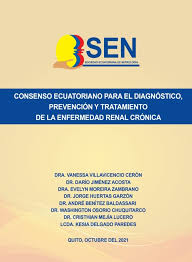 SEN
SOCIEDAD ECUATORIANA DE NEFROLOGÍA
CONSENSO ECUATORIANO PARA EL DIAGNÓSTICO,
PREVENCIÓN Y TRATAMIENTO
DE LA ENFERMEDAD RENAL CRÓNICA
DRA. VANESSA VILLAVICENCIO CERÓN
DR. DARÍO JIMÉNEZ ACOSTA
DRA. EVELYN MOREIRA ZAMBRANO
DR. JORGE HUERTAS GARZÓN
DR. ANDRÉ BENÍTEZ BALDASSARI
DR. WASHINGTON OSORIO CHUQUITARCO
DR. CRISTHIAN MEJÍA LUCERO
LCDA. KESIA DELGADO PAREDES
QUITO, OCTUBRE DEL 2021